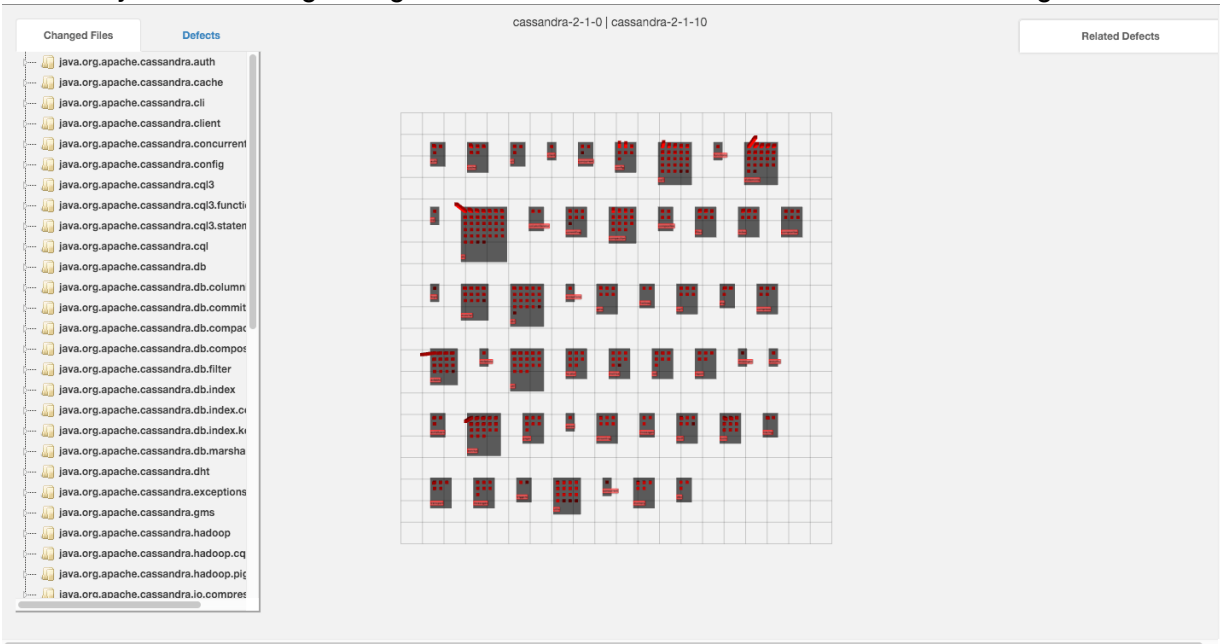 cassandra-2-1-0 | cassandra-2-1-10
Changed Files
Defects
Related Defects
java.org.apache.cassandra.auth
java.org.apache.cassandra.cache
java.org.apache.cassandra.cli
java.org.apache.cassandra.client
java.org.apache.cassandra.concurrent
java.org.apache.cassandra.config
java.org.apache.cassandra.cql3
java.org.apache.cassandra.cql3.functi
java.org.apache.cassandra.cql3.staten
java.org.apache.cassandra.cql
java.org.apache.cassandra.db
java.org.apache.cassandra.db.column
java.org.apache.cassandra.db.commit
java.org.apache.cassandra.db.compac
java.org.apache.cassandra.db.compos
java.org.apache.cassandra.db.filter
java.org.apache.cassandra.db.index
java.org.apache.cassandra.db.index.co
java.org.apache.cassandra.db.index.ke
java.org.apache.cassandra.db.marsha
java.org.apache.cassandra.dht
java.org.apache.cassandra.exceptions
java.org.apache.cassandra.gms
java.org.apache.cassandra.hadoop
java.org.apache.cassandra.hadoop.cq
java.org.apache.cassandra.hadoop.pig
java.org.apache.cassandra.io.compres